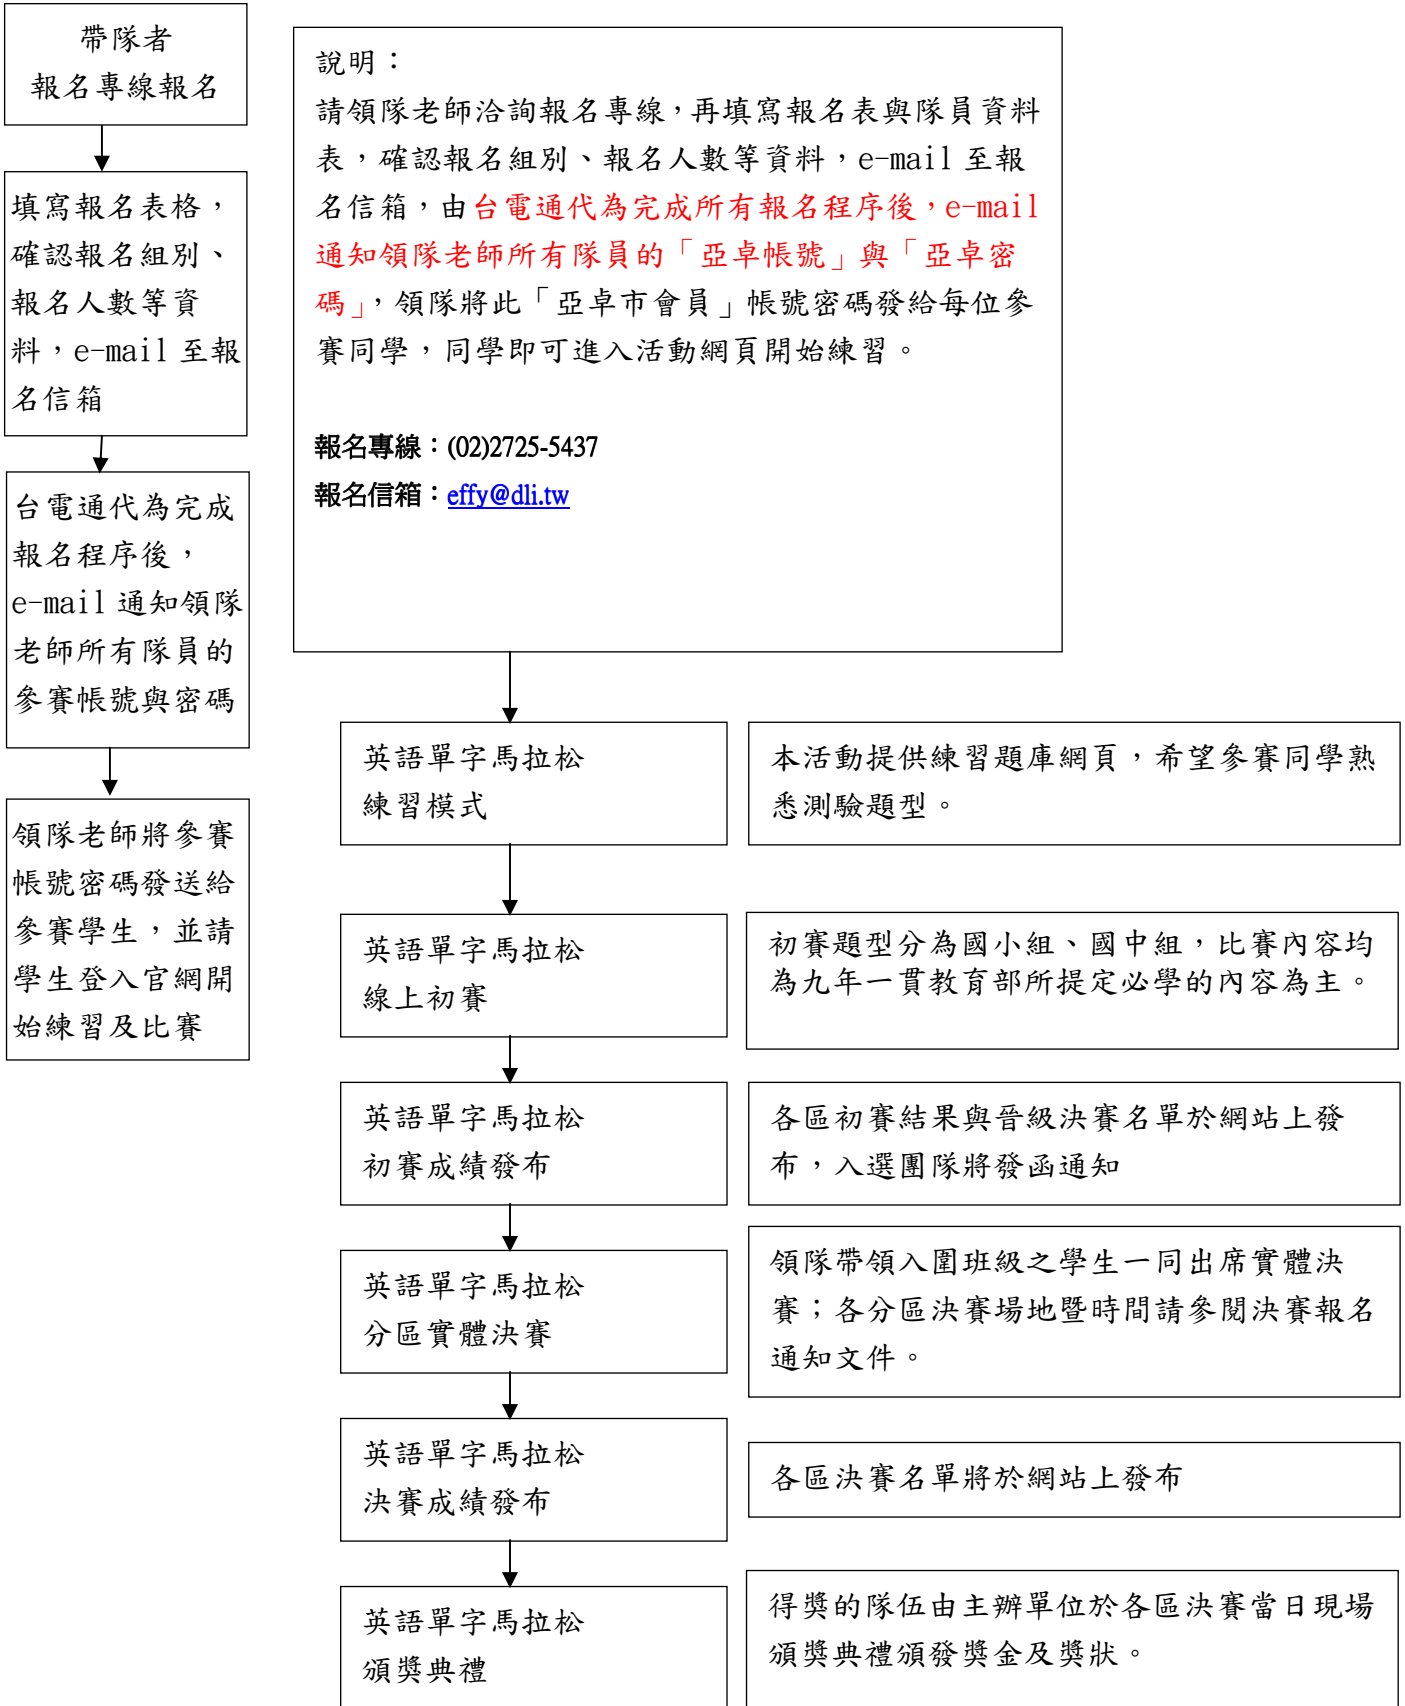 帶隊者
報名專線報名
填寫報名表格，
確認報名組別、
報名人數等資
料，e-mail 至報
名信箱
台電通代為完成
報名程序後，
e-mail 通知領隊
老師所有隊員的
參賽帳號與密碼
領隊老師將參賽
帳號密碼發送給
參賽學生，並請
學生登入官網開
始練習及比賽
說明：
請領隊老師洽詢報名專線，再填寫報名表與隊員資料
表，確認報名組別、報名人數等資料，e-mail 至報
名信箱，由台電通代為完成所有報名程序後，e-mail
通知領隊老師所有隊員的「亞卓帳號」與「亞卓密
碼」，領隊將此「亞卓市會員」帳號密碼發給每位參
賽同學，同學即可進入活動網頁開始練習。
報名專線：(02)2725-5437
報名信箱：effy@dli.tw
英語單字馬拉松
練習模式
本活動提供練習題庫網頁，希望參賽同學熟
悉測驗題型。
英語單字馬拉松
線上初賽
初賽題型分為國小組、國中組，比賽內容均
為九年一貫教育部所提定必學的內容為主。
英語單字馬拉松
初賽成績發布
各區初賽結果與晉級決賽名單於網站上發
布，入選團隊將發函通知
英語單字馬拉松
分區實體決賽
領隊帶領入圍班級之學生一同出席實體決
賽；各分區決賽場地暨時間請參閱決賽報名
通知文件。
英語單字馬拉松
決賽成績發布
各區決賽名單將於網站上發布
英語單字馬拉松
頒獎典禮
得獎的隊伍由主辦單位於各區決賽當日現場
頒獎典禮頒發獎金及獎狀。